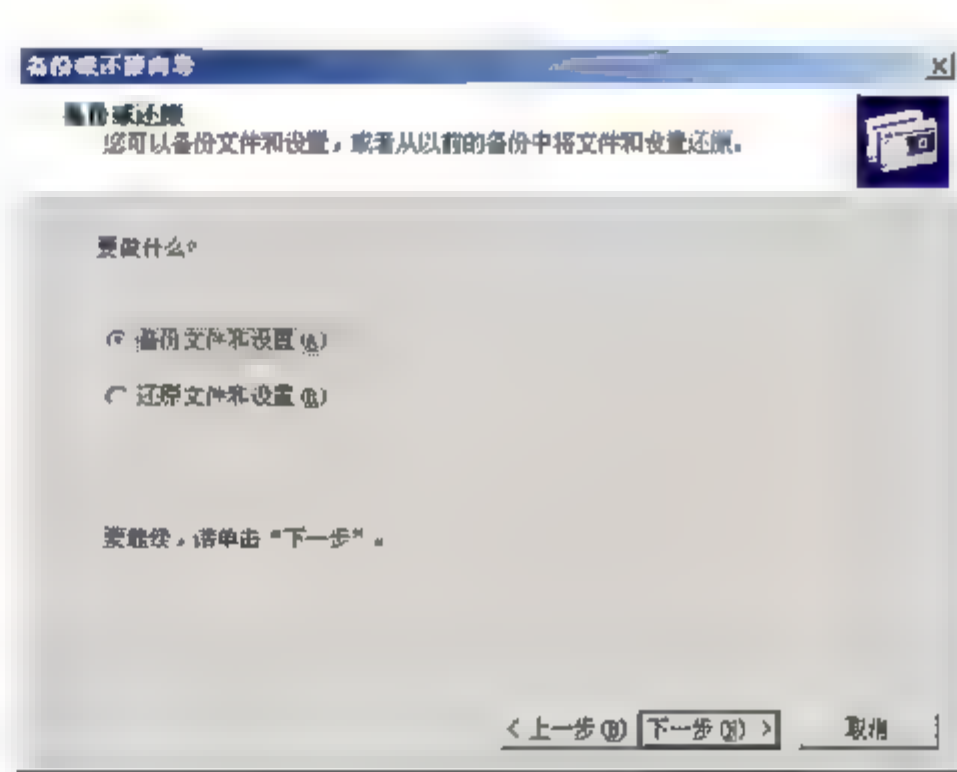 备份或还原向导
备份或还原
您可以备份文件和设置，或者从以前的备份中将文件和设置还原。
要做什么?
备份文件和设置(A)
还原文件和设置(R)
要继续，请单击“下一步”。
< 上一步(B) 下一步(N) > 取消